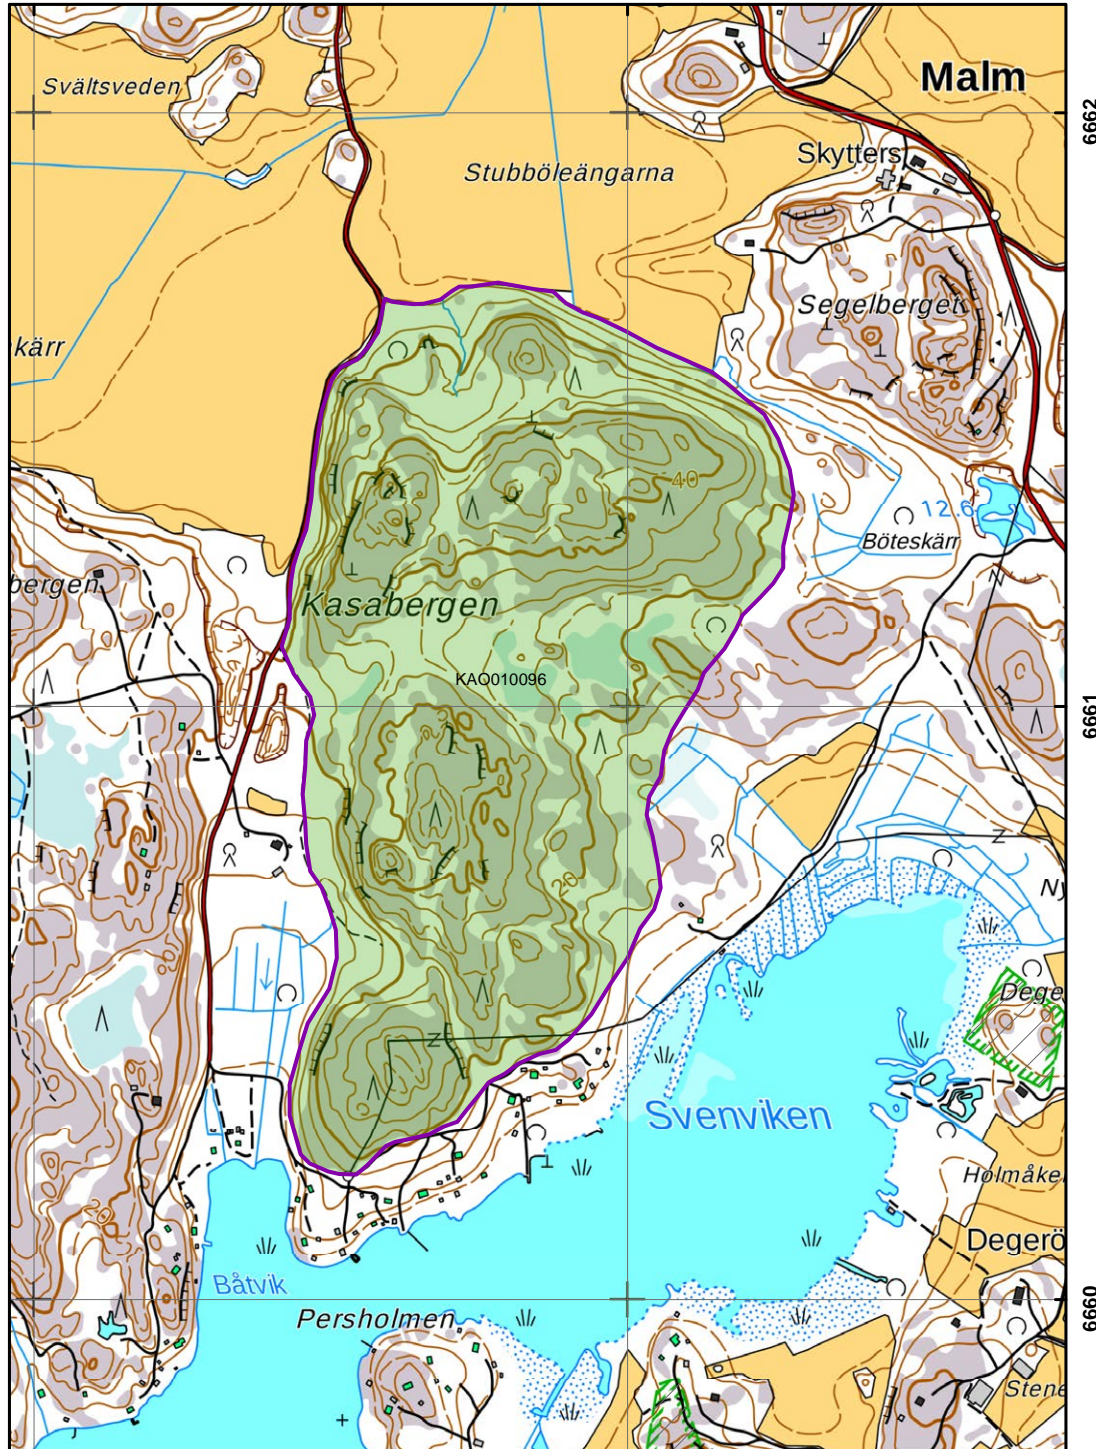 Malm
Svältsveden
6662
Skytters
Stubböleängarna
Segelberget
kärr
40
12.6
Böteskärr
bergen
Kasabergen
KAO010096
6661
20
Ny
Dege
Svenviken
Holmåke
Degerö
Båtvik
Persholmen
6660
Stene